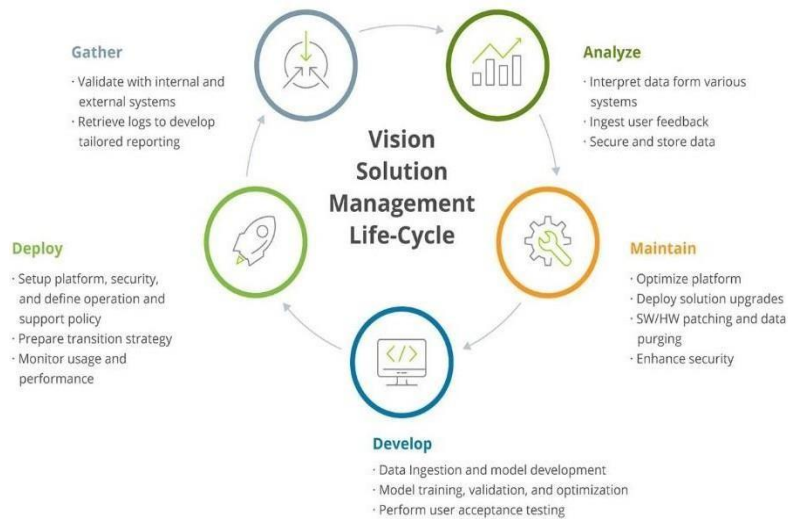 Gather
· Validate with internal and
external systems
· Retrieve logs to develop
tailored reporting
Analyze
· Interpret data form various
systems
· Ingest user feedback
· Secure and store data
Vision
Solution
Management
Life-Cycle
Deploy
· Setup platform, security,
and define operation and
support policy
· Prepare transition strategy
· Monitor usage and
performance
Maintain
· Optimize platform
· Deploy solution upgrades
· SW/HW patching and data
purging
· Enhance security
</>
Develop
· Data Ingestion and model development
· Model training, validation, and optimization
· Perform user acceptance testing